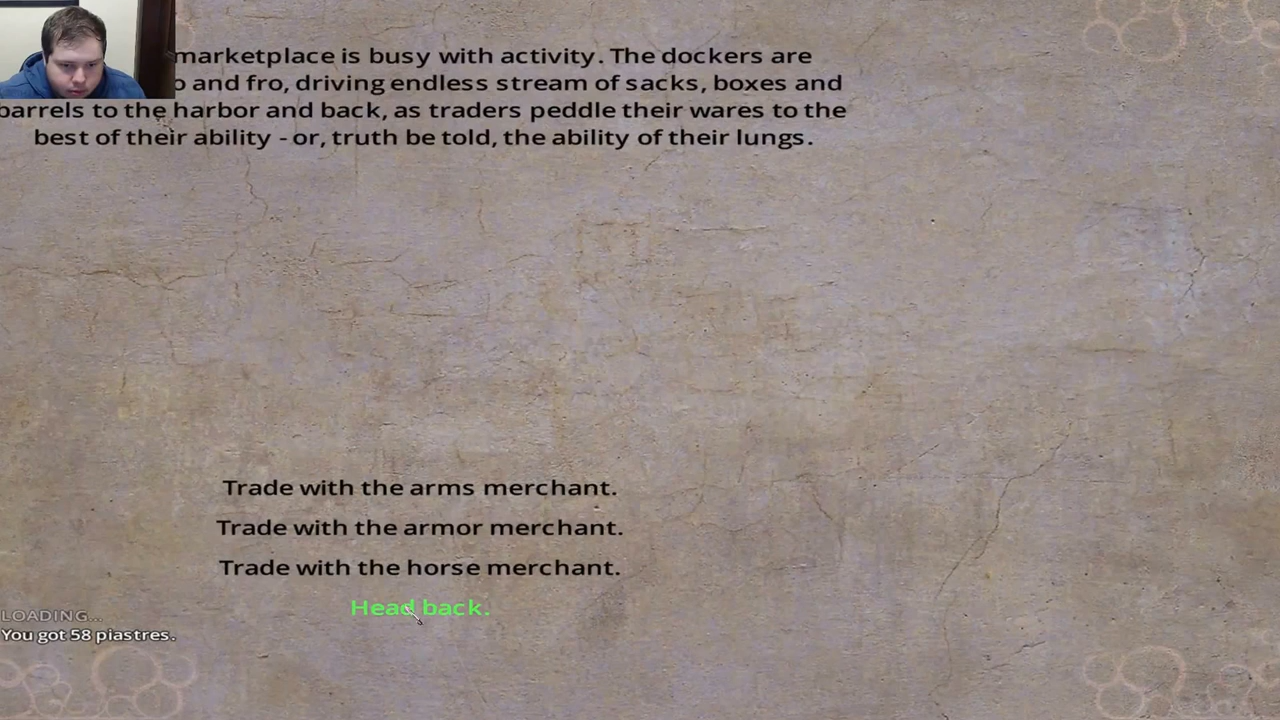 marketplace is busy with activity. The dockers are
and fro, driving endless stream of sacks, boxes and
barrels to the harbor and back, as traders peddle their wares to the
best of their ability - or, truth be told, the ability of their lungs.
Trade with the arms merchant.
Trade with the armor merchant.
Trade with the horse merchant.
Head back.
LOADING...
You got 58 piastres.